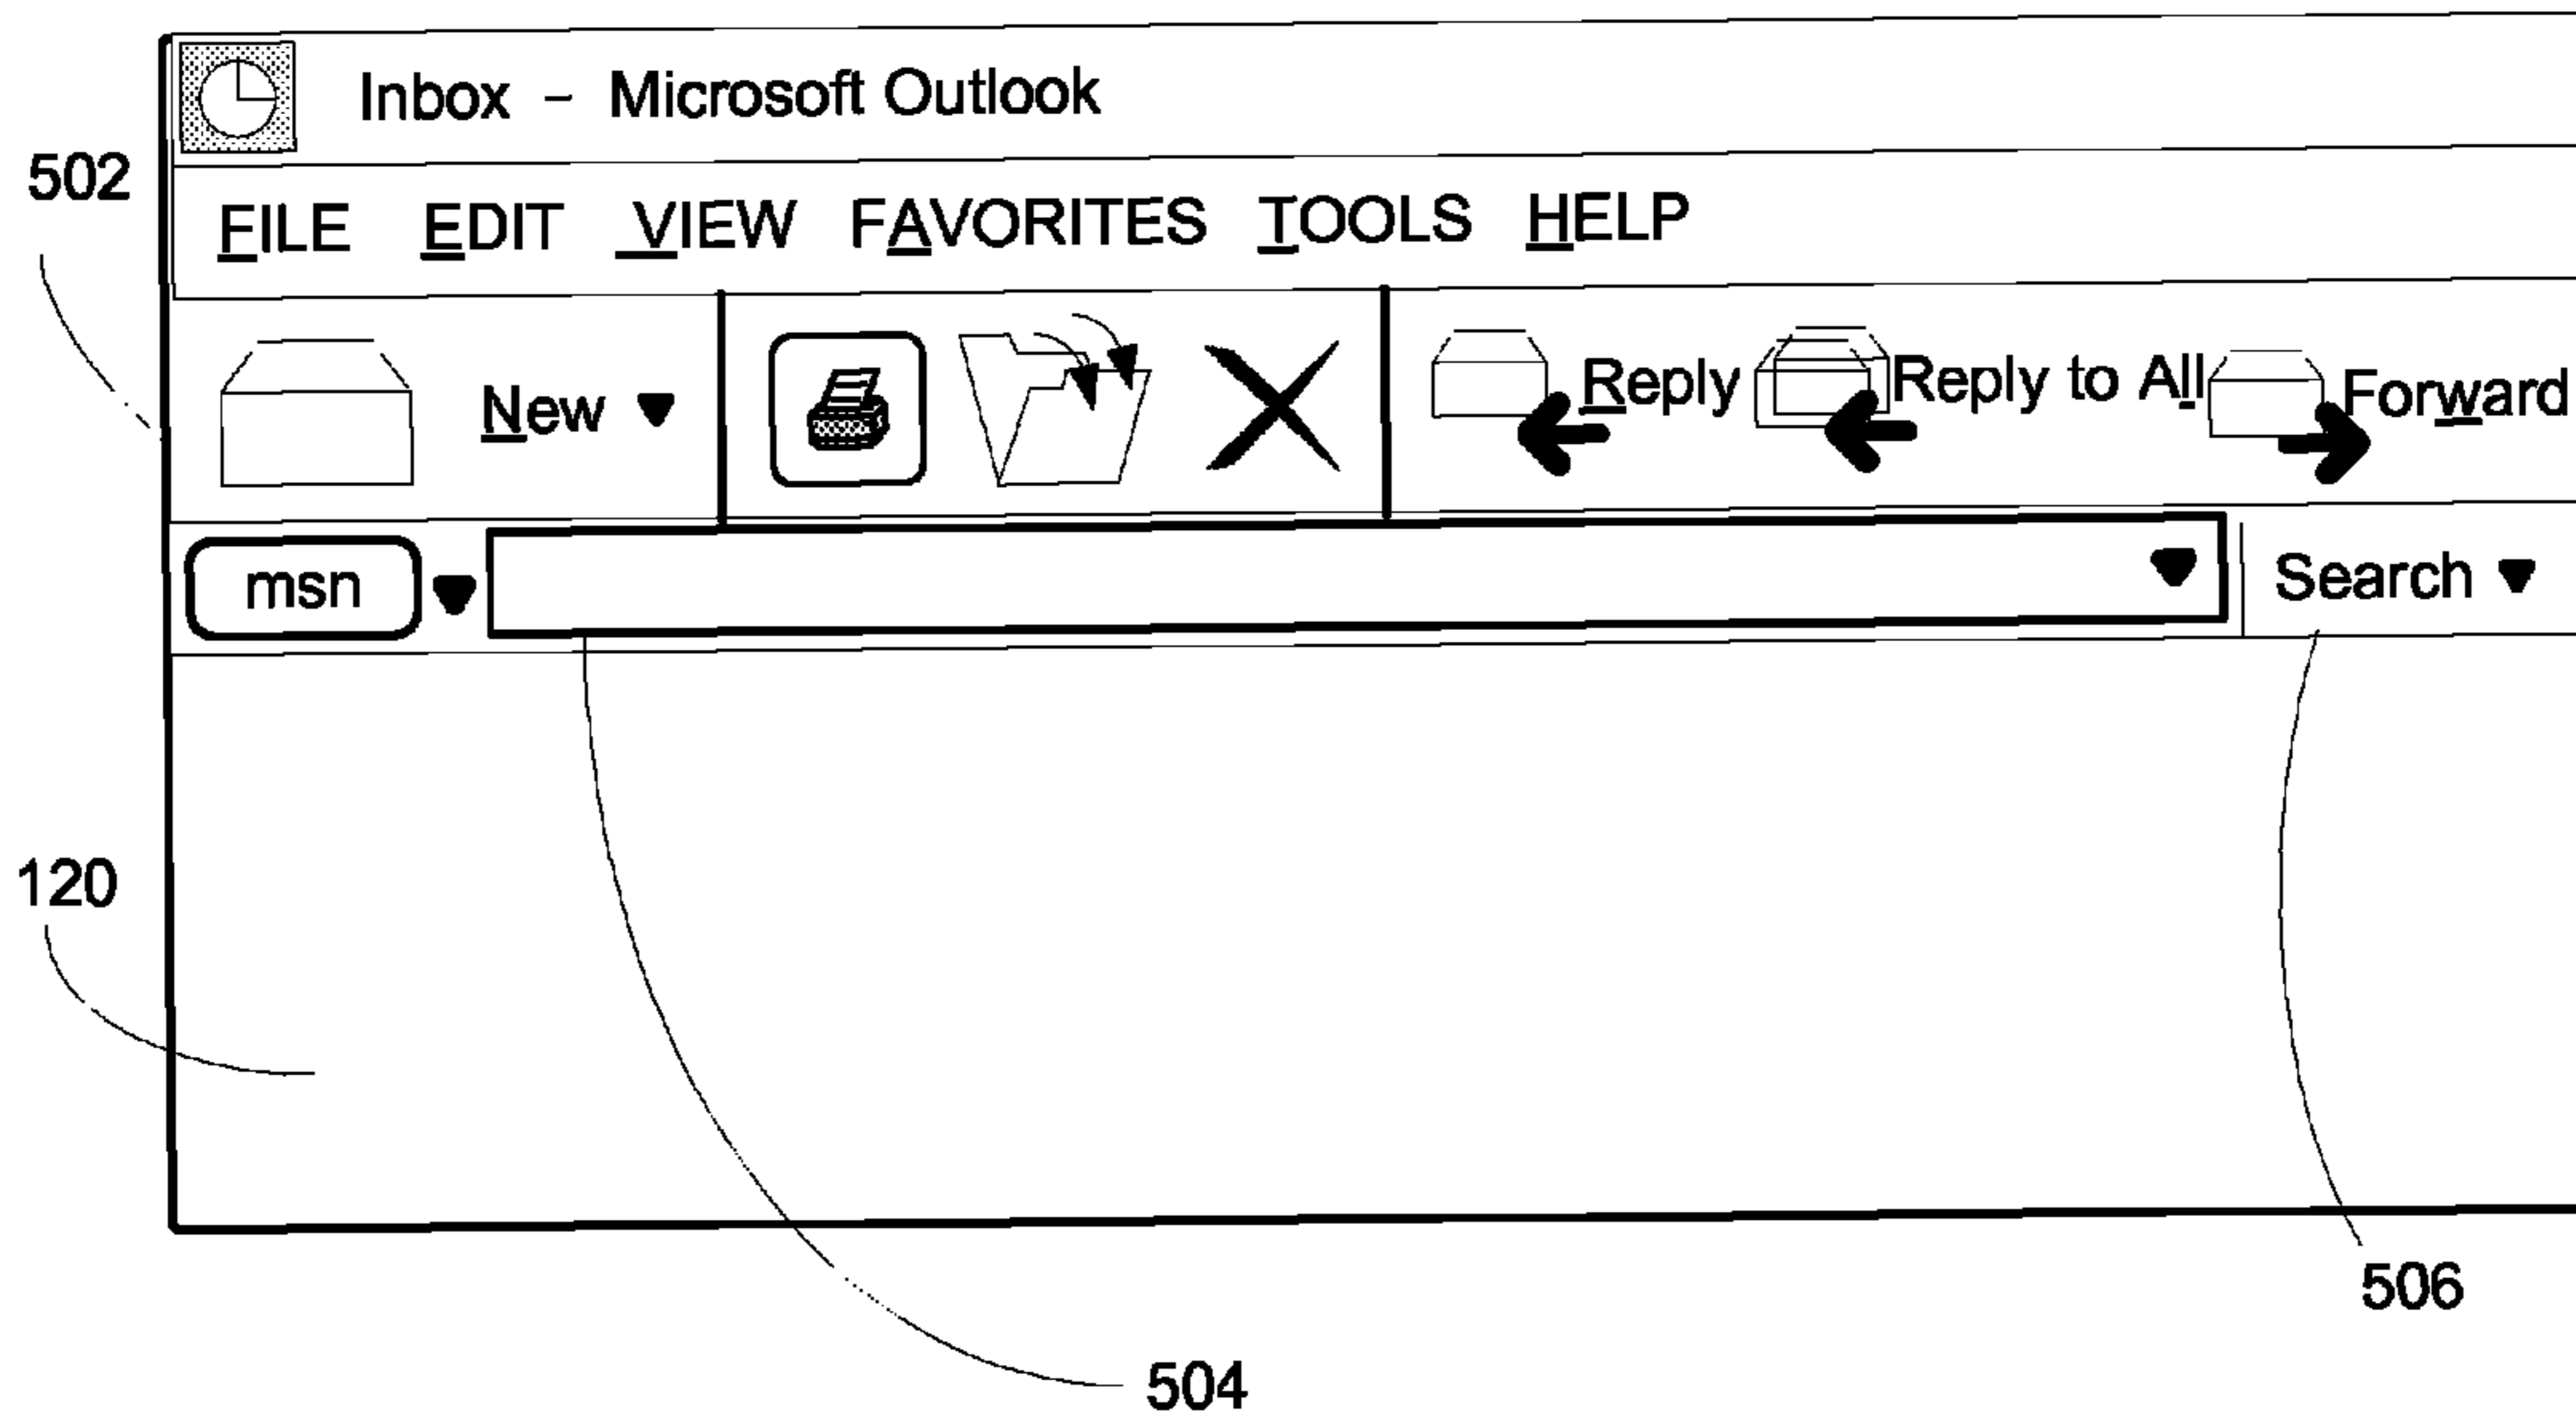 Inbox – Microsoft Outlook
502
FILE EDIT VIEW FAVORITES TOOLS HELP
New Reply Reply to All Forward
msn Search
120
506
504